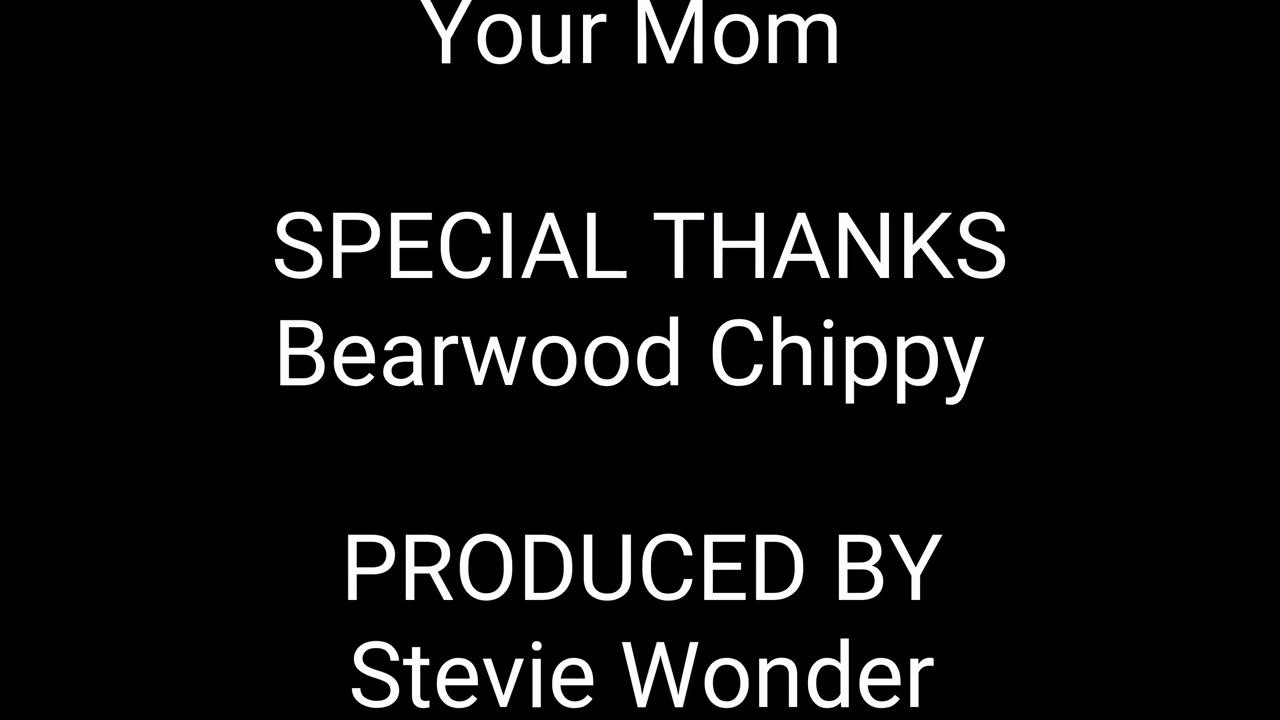 Your Mom
SPECIAL THANKS
Bearwood Chippy
PRODUCED BY
Stevie Wonder